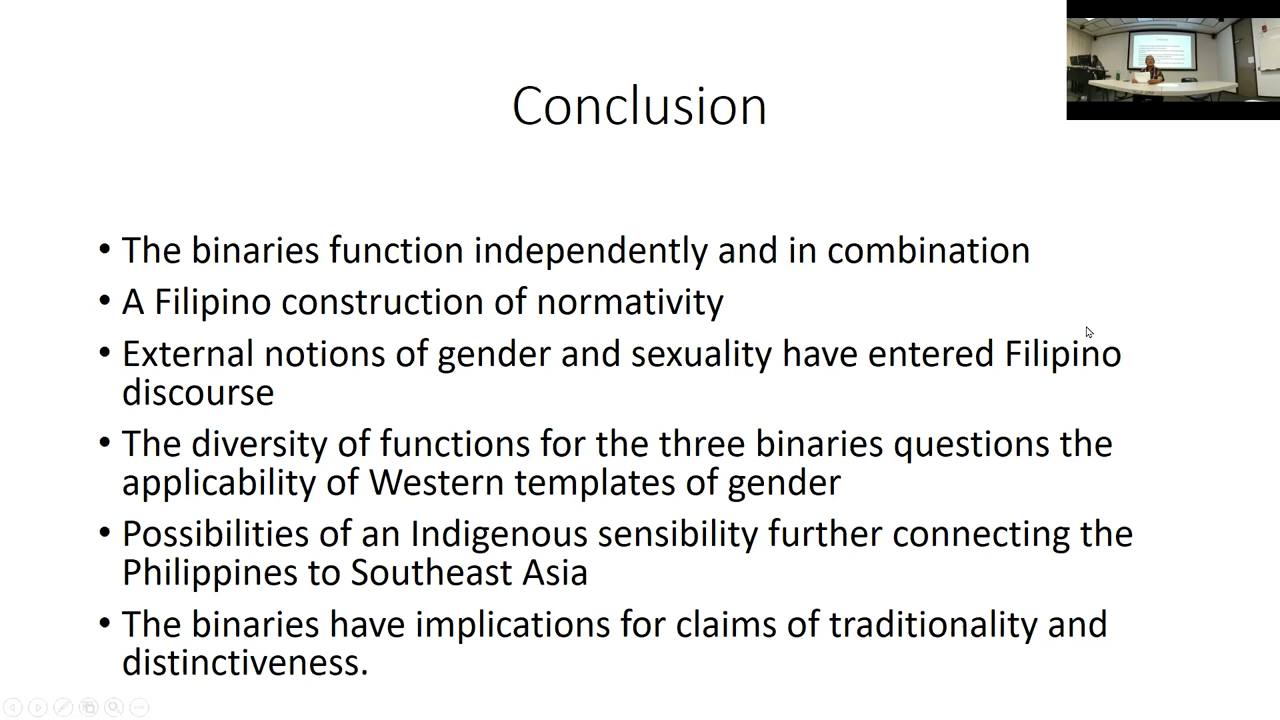 Conclusion
• The binaries function independently and in combination
• A Filipino construction of normativity
• External notions of gender and sexuality have entered Filipino
discourse
• The diversity of functions for the three binaries questions the
applicability of Western templates of gender
• Possibilities of an Indigenous sensibility further connecting the
Philippines to Southeast Asia
• The binaries have implications for claims of traditionality and
distinctiveness.